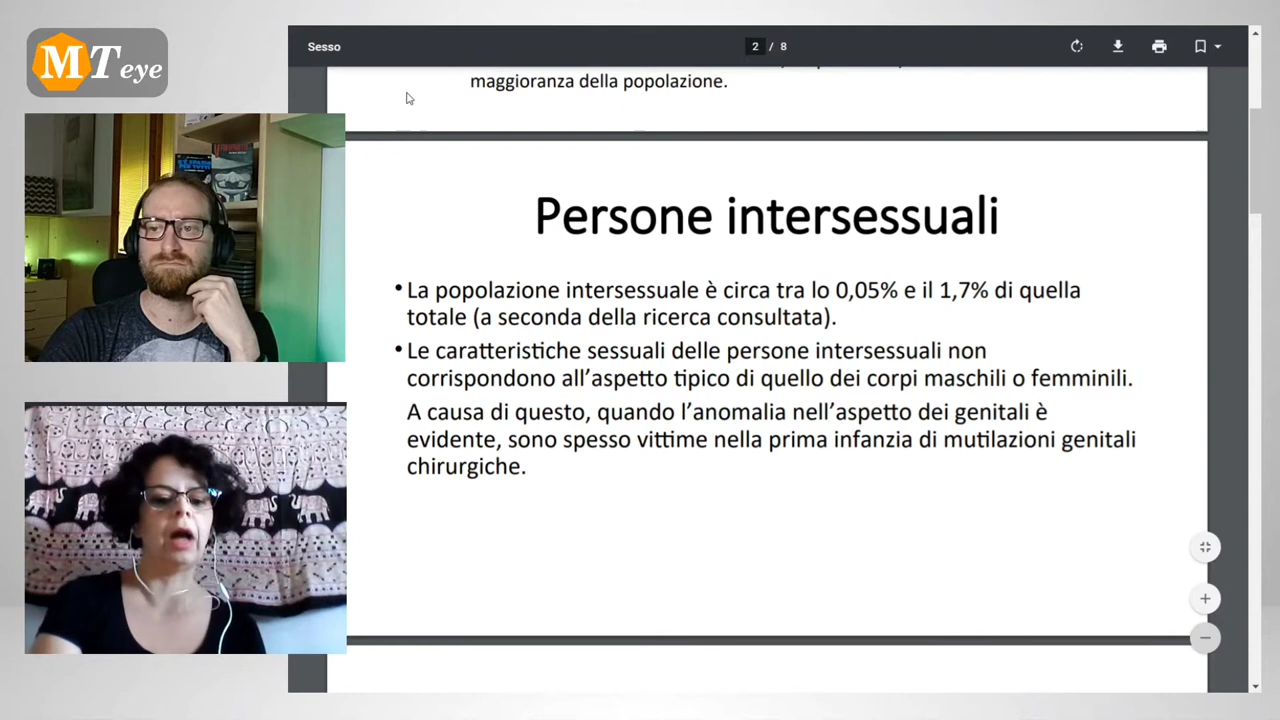 MTeye
Sesso
2 / 8
maggioranza della popolazione.
Persone intersessuali
• La popolazione intersessuale è circa tra lo 0,05% e il 1,7% di quella
totale (a seconda della ricerca consultata).
• Le caratteristiche sessuali delle persone intersessuali non
corrispondono all’aspetto tipico di quello dei corpi maschili o femminili.
A causa di questo, quando l’anomalia nell’aspetto dei genitali è
evidente, sono spesso vittime nella prima infanzia di mutilazioni genitali
chirurgiche.